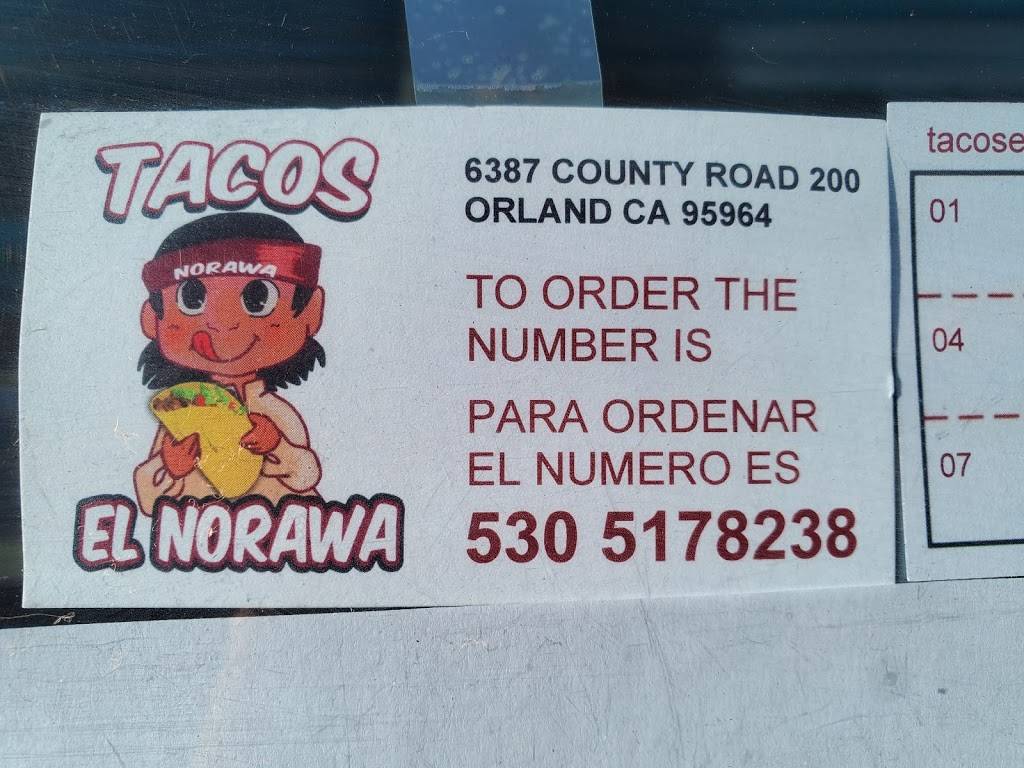 TACOS
NORAWA
EL NORAWA
6387 COUNTY ROAD 200
ORLAND CA 95964
TO ORDER THE
NUMBER IS
PARA ORDENAR
EL NUMERO ES
530 5178238
tacose
01
04
07